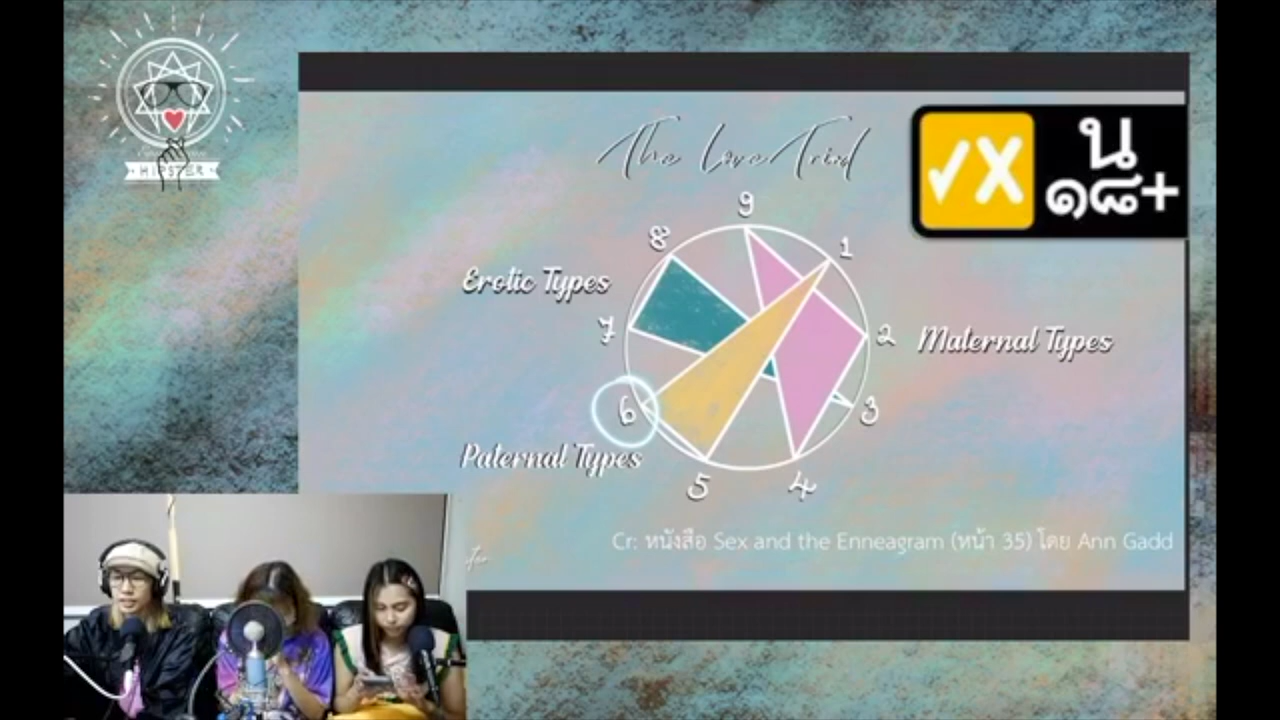 HIPSTER
The Love Triad
√X
น
๑๘+
9
8
1
Erotic Types
7
2
Maternal Types
6
3
Paternal Types
5
4
Cr: หนังสือ Sex and the Enneagram (หน้า 35) โดย Ann Gadd